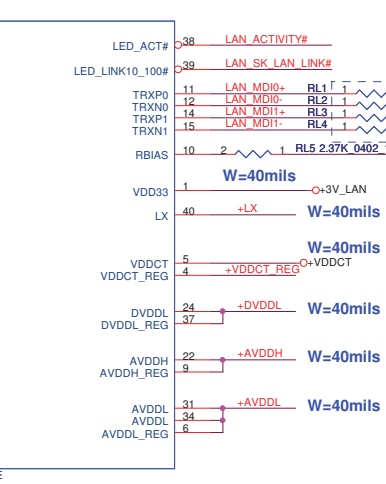 LED_ACT# 38 LAN_ACTIVITY#
LED_LINK10_100# 39 LAN_SK_LAN_LINK#
TRXP0 11 LAN_MDI0+ RL1 1
TRXN0 12 LAN_MDI0- RL2 1
TRXP1 14 LAN_MDI1+ RL3 1
TRXN1 15 LAN_MDI1- RL4 1
RBIAS 10 2 1 RL5 2.37K_0402_
W=40mils
VDD33 1 +3V_LAN
LX 40 +LX W=40mils
W=40mils
VDDCT 5 +VDDCT
VDDCT_REG 4 +VDDCT_REG
DVDDL 24 +DVDDL W=40mils
DVDDL_REG 37
AVDDH 22 +AVDDH W=40mils
AVDDH_REG 9
AVDDL 31 +AVDDL W=40mils
AVDDL 34
AVDDL_REG 6